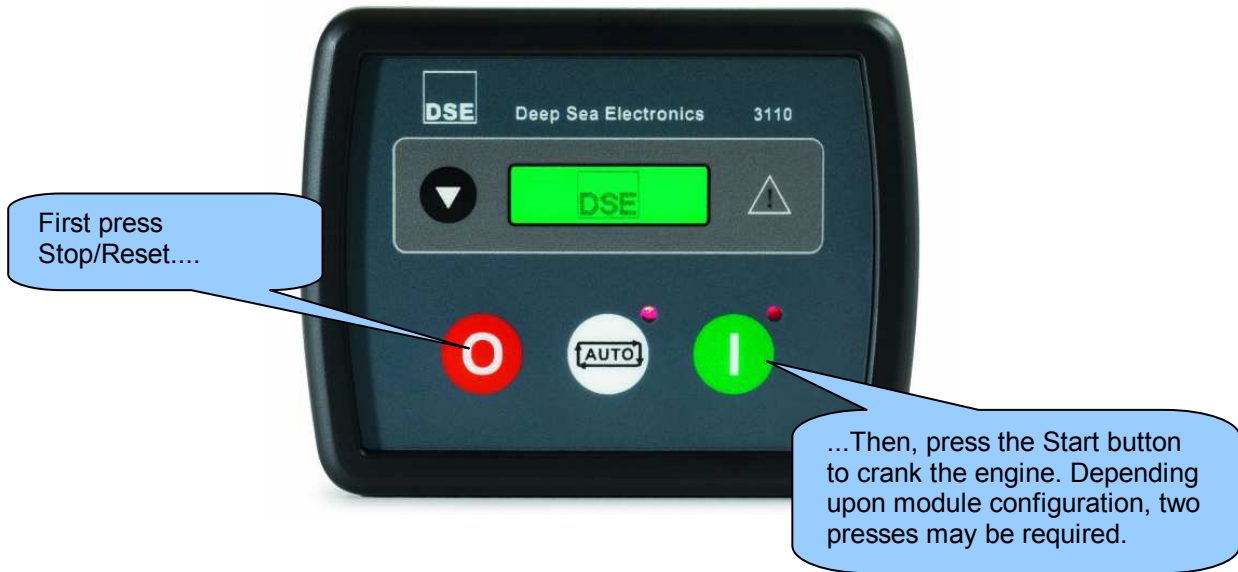 DSE Deep Sea Electronics 3110
DSE
!
First press
Stop/Reset....
O AUTO I
...Then, press the Start button
to crank the engine. Depending
upon module configuration, two
presses may be required.